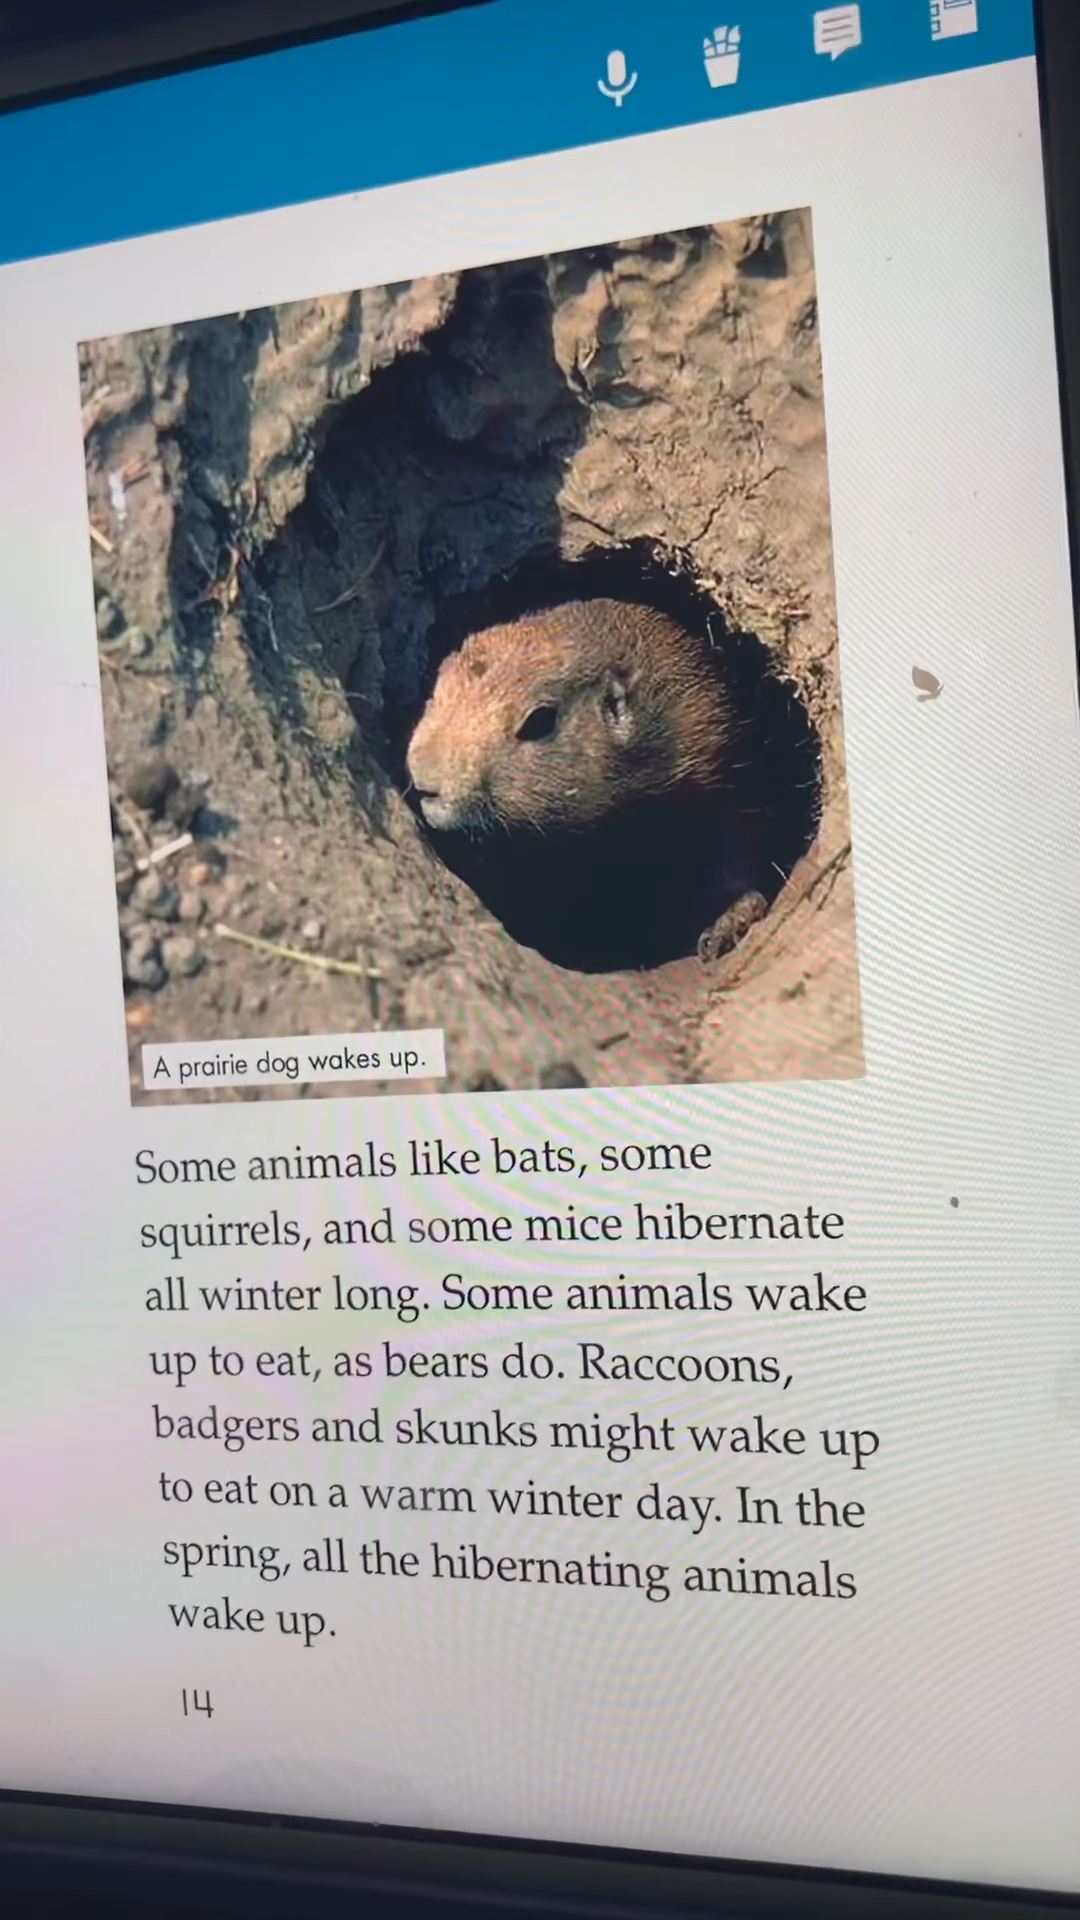 A prairie dog wakes up.
Some animals like bats, some
squirrels, and some mice hibernate
all winter long. Some animals wake
up to eat, as bears do. Raccoons,
badgers and skunks might wake up
to eat on a warm winter day. In the
spring, all the hibernating animals
wake up.
14